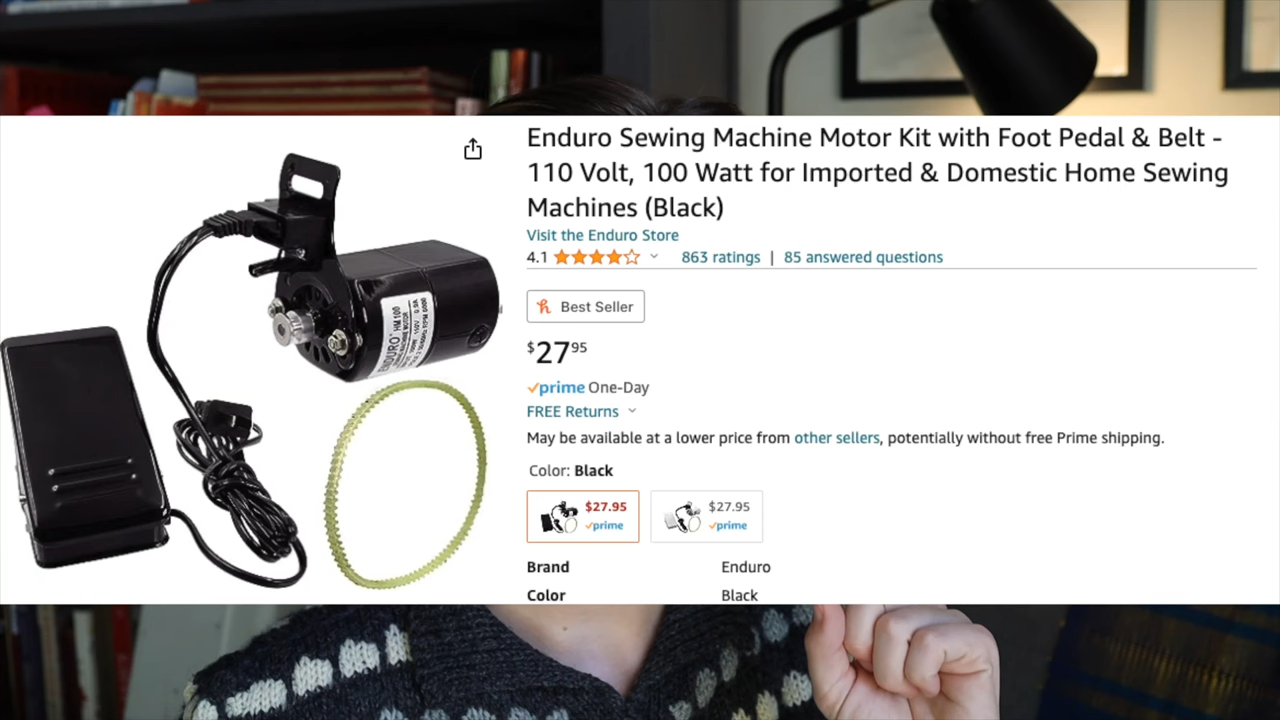 Enduro Sewing Machine Motor Kit with Foot Pedal & Belt -
110 Volt, 100 Watt for Imported & Domestic Home Sewing
Machines (Black)
Visit the Enduro Store
4.1 863 ratings | 85 answered questions
Best Seller
$27.95
prime One-Day
FREE Returns
May be available at a lower price from other sellers, potentially without free Prime shipping.
Color: Black
$27.95 $27.95
prime prime
Brand Enduro
Color Black
ENDURO HM100